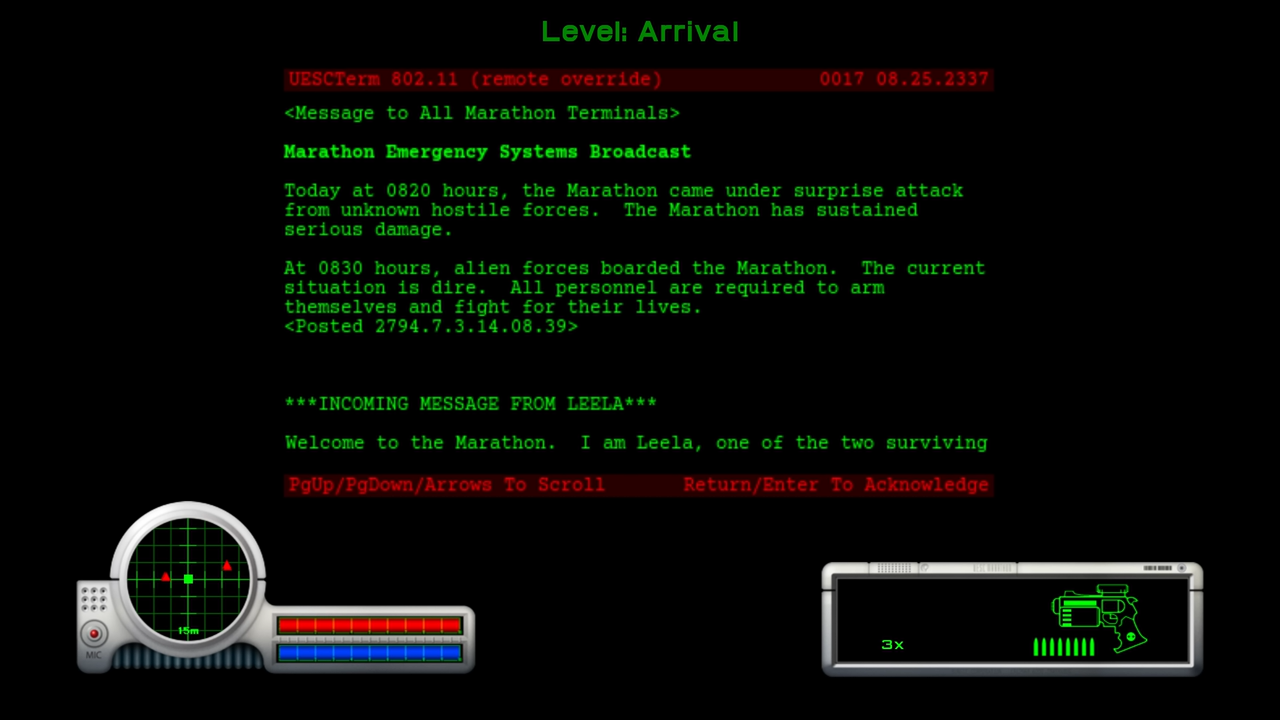 Level: Arrival
UESCTerm 802.11 (remote override) 0017 08.25.2337
<Message to All Marathon Terminals>
Marathon Emergency Systems Broadcast
Today at 0820 hours, the Marathon came under surprise attack
from unknown hostile forces.  The Marathon has sustained
serious damage.
At 0830 hours, alien forces boarded the Marathon.  The current
situation is dire.  All personnel are required to arm
themselves and fight for their lives.
<Posted 2794.7.3.14.08.39>
***INCOMING MESSAGE FROM LEELA***
Welcome to the Marathon.  I am Leela, one of the two surviving
PgUp/PgDown/Arrows To Scroll Return/Enter To Acknowledge
15m
MIC
3x